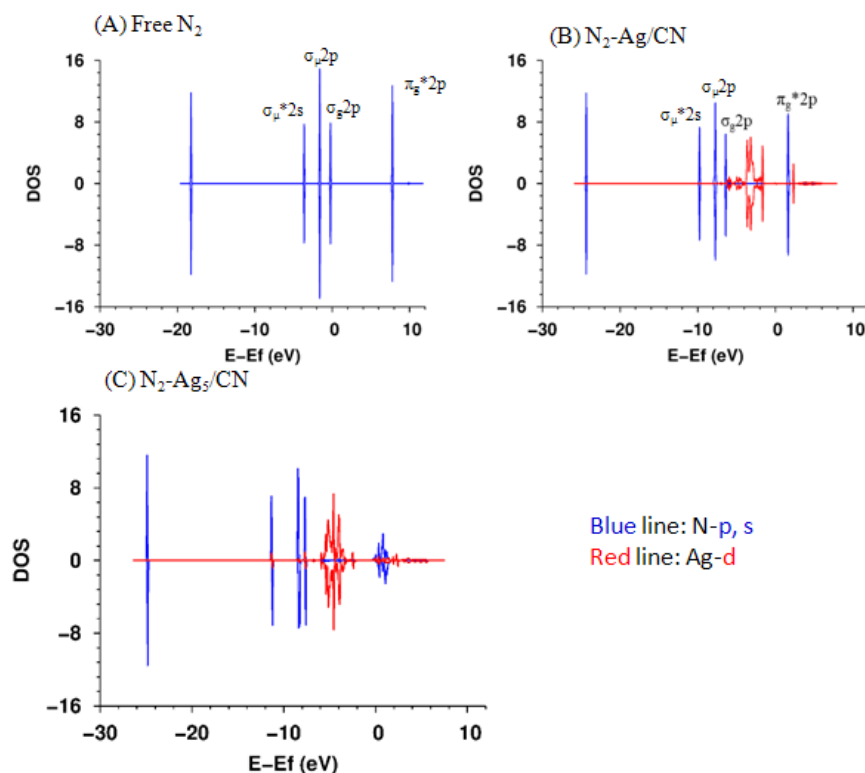 (A) Free N₂
16
8
0
−8
−16
DOS
σμ*2s
σμ2p
σg2p
πg*2p
−30 −20 −10 0 10
E−Ef (eV)
(B) N₂-Ag/CN
16
8
0
−8
−16
DOS
σμ*2s
σμ2p
σg2p
πg*2p
−30 −20 −10 0 10
E−Ef (eV)
(C) N₂-Ag₅/CN
16
8
0
−8
−16
DOS
−30 −20 −10 0 10
E−Ef (eV)
Blue line: N-p, s
Red line: Ag-d